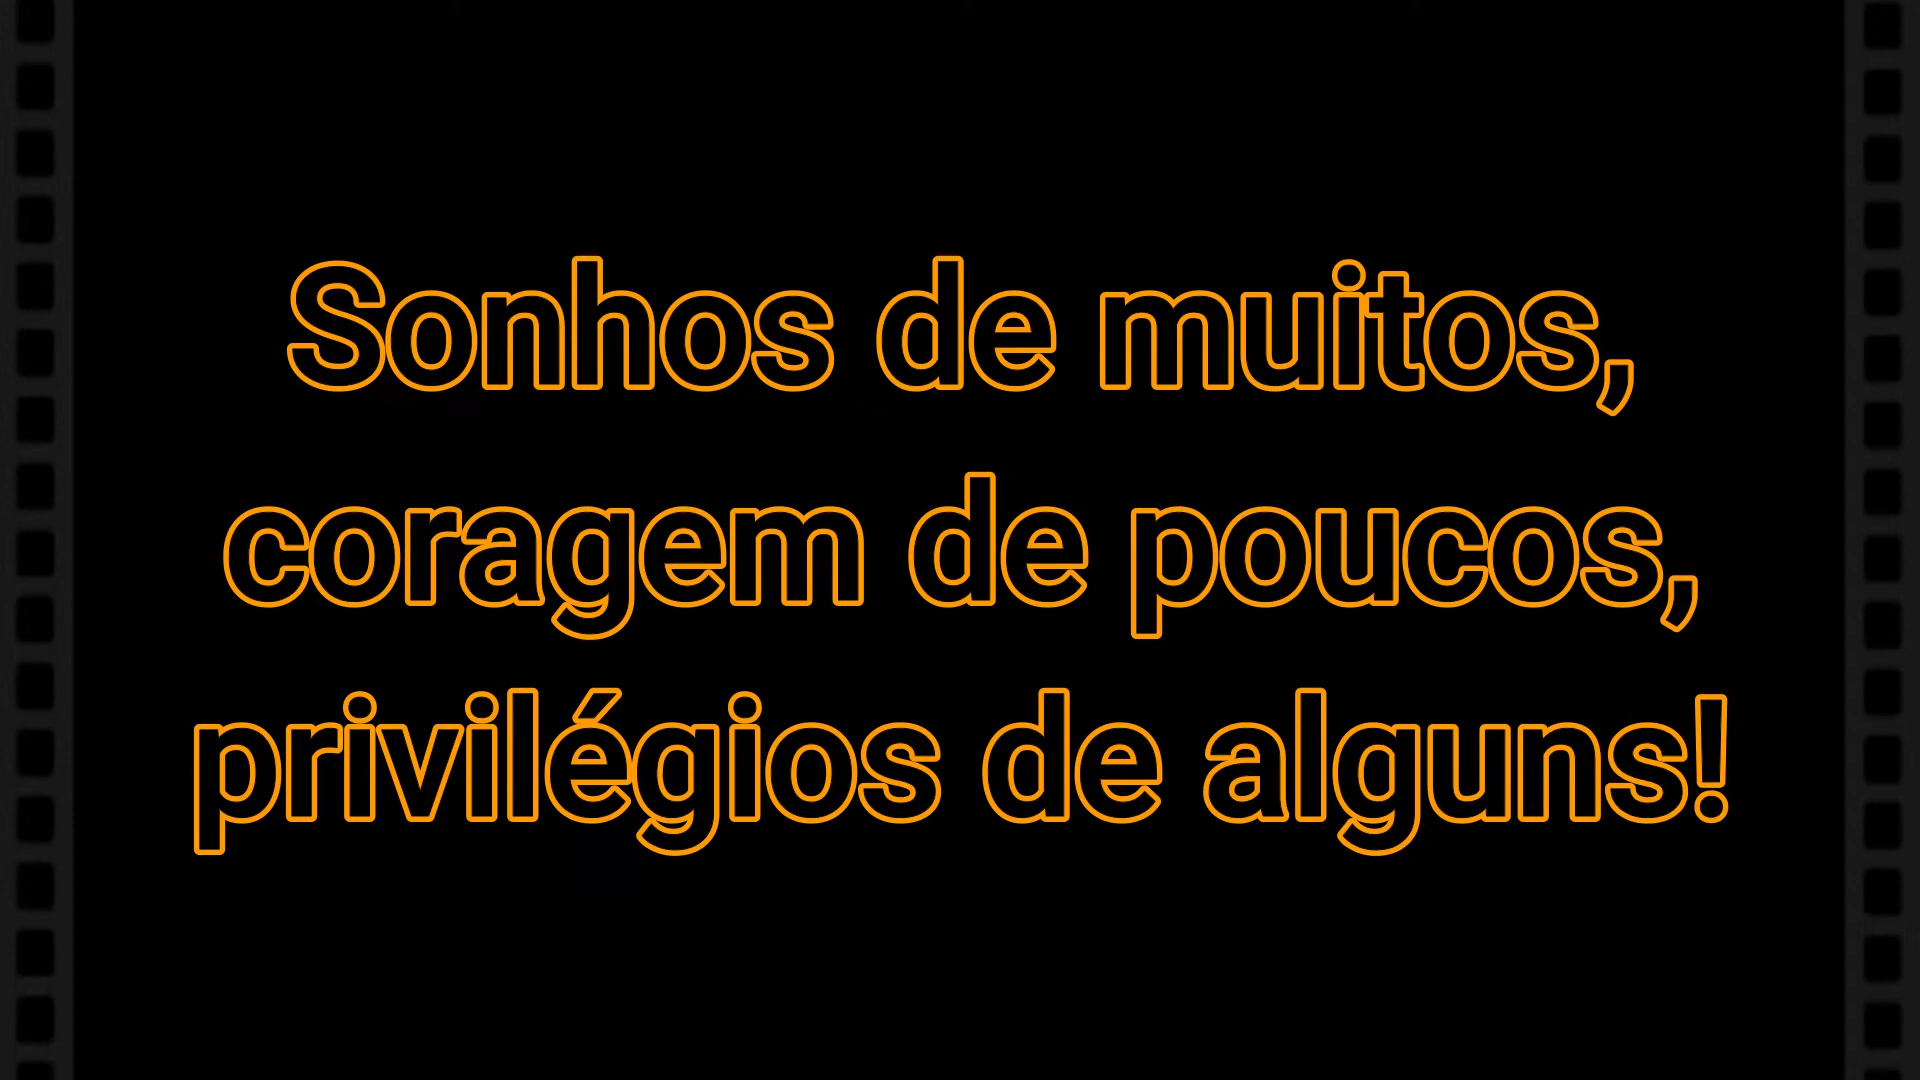 Sonhos de muitos,
coragem de poucos,
privilégios de alguns!